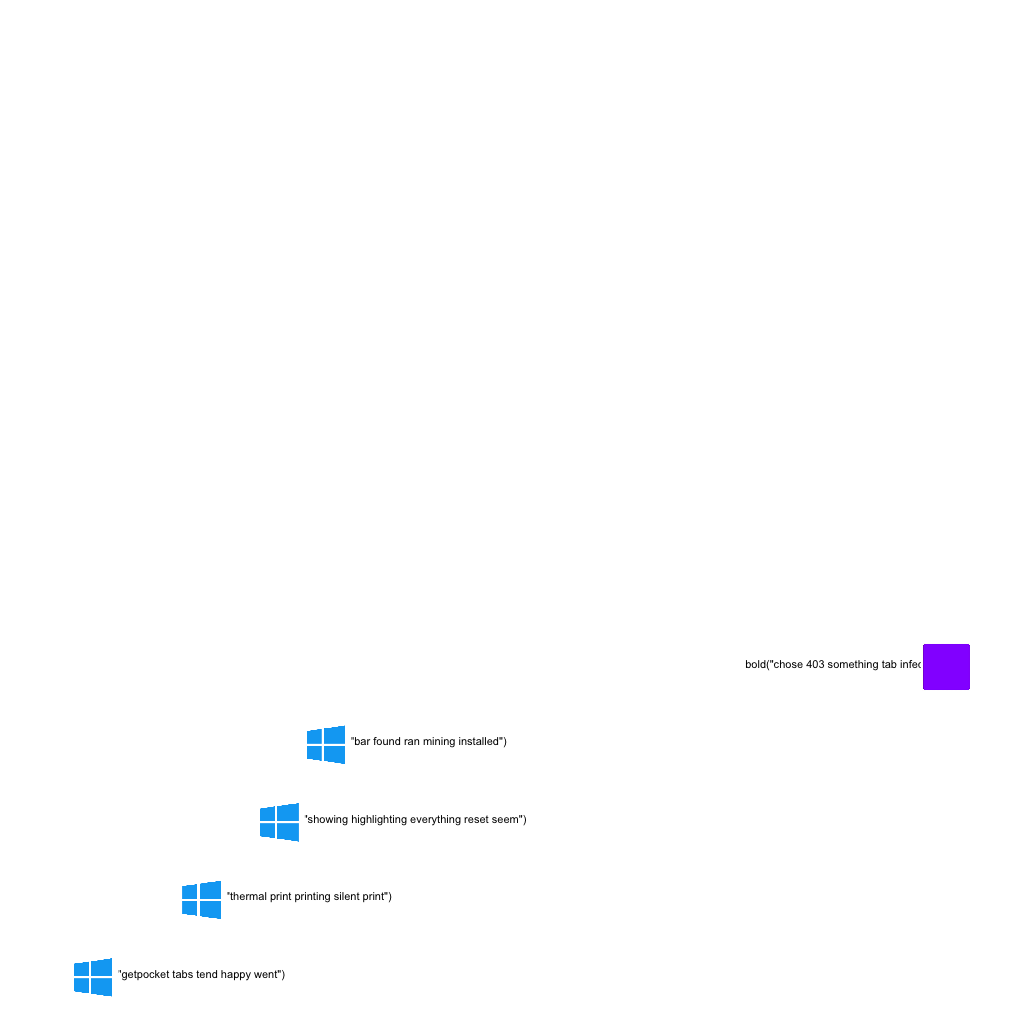 bold("chose 403 something tab
"bar found ran mining installed")
"showing highlighting everything reset seem")
"thermal print printing silent print")
"getpocket tabs tend happy went")